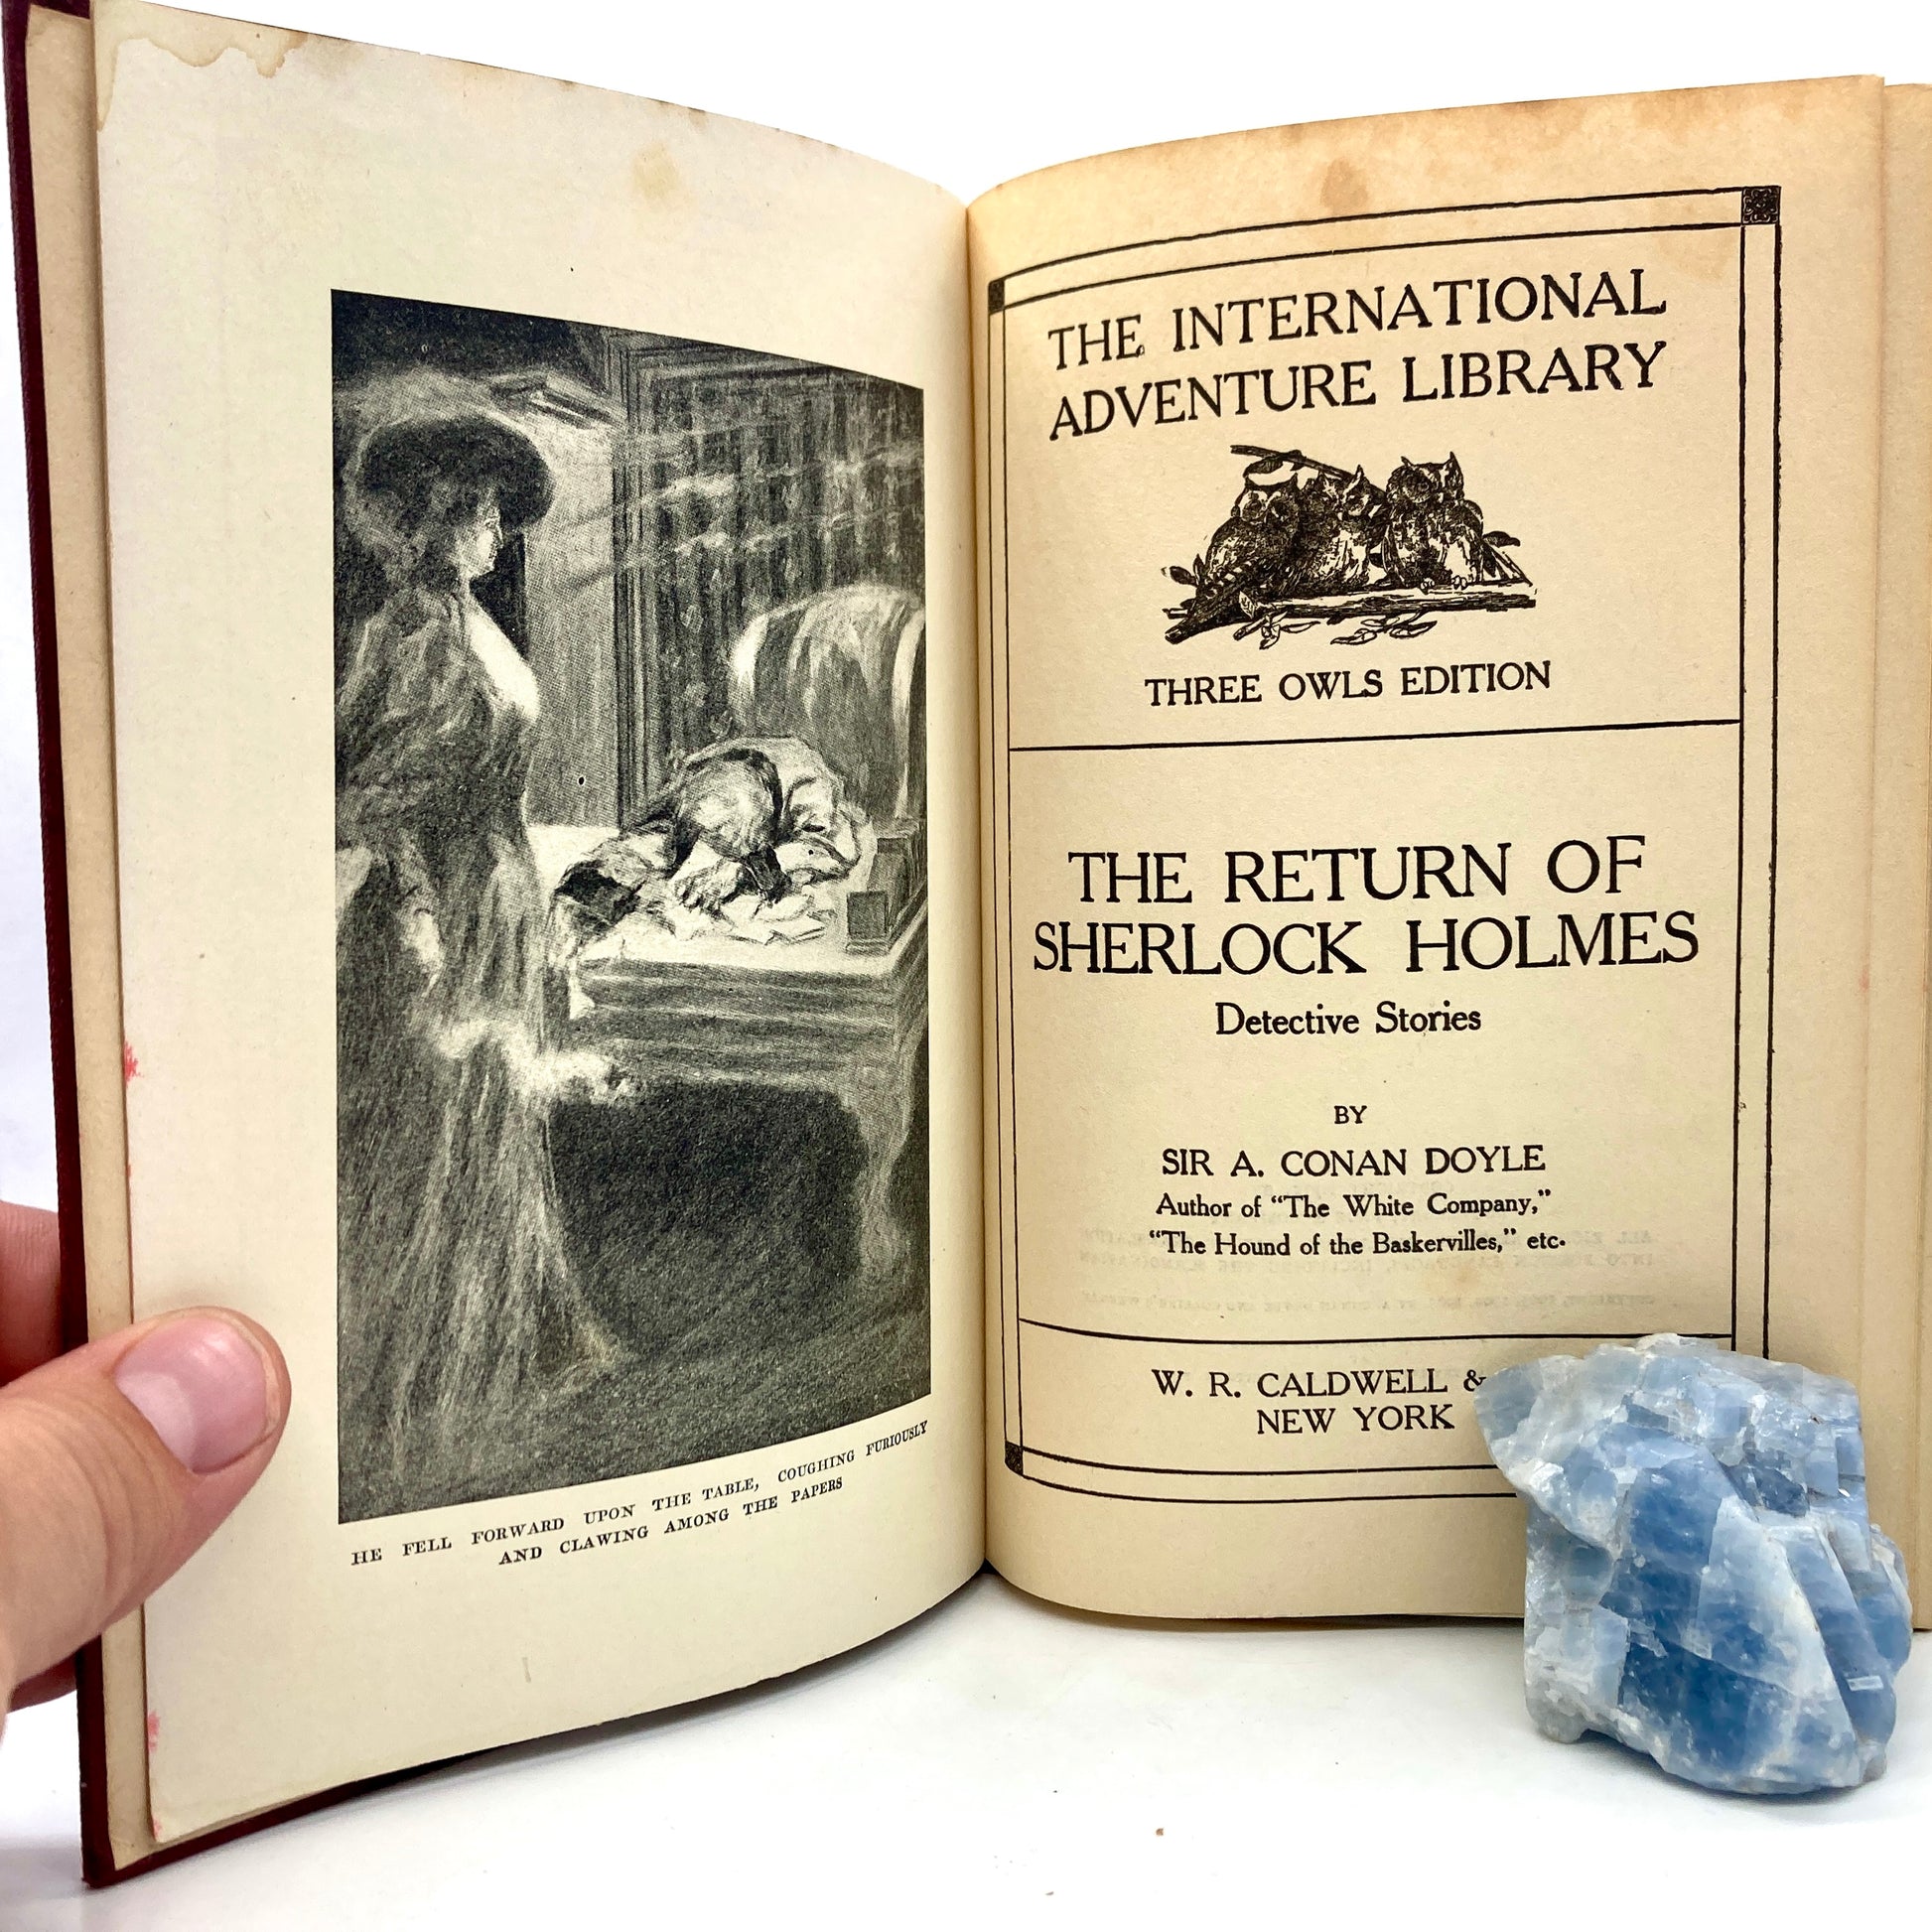 HE FELL FORWARD UPON THE TABLE, COUGHING FURIOUSLY
AND CLAWING AMONG THE PAPERS
THE INTERNATIONAL
ADVENTURE LIBRARY
THREE OWLS EDITION
THE RETURN OF
SHERLOCK HOLMES
Detective Stories
BY
SIR A. CONAN DOYLE
Author of “The White Company,”
“The Hound of the Baskervilles,” etc.
W. R. CALDWELL &
NEW YORK